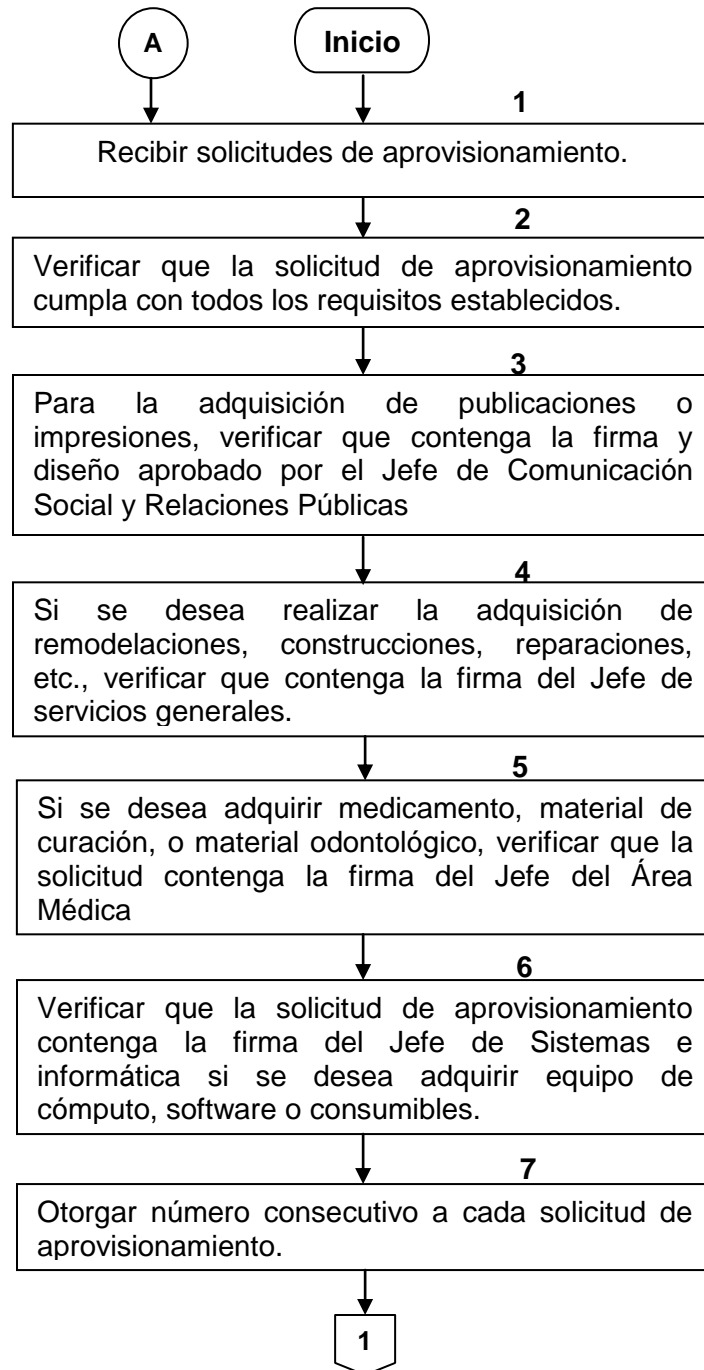 A
Inicio
1
Recibir solicitudes de aprovisionamiento.
2
Verificar que la solicitud de aprovisionamiento
cumpla con todos los requisitos establecidos.
3
Para la adquisición de publicaciones o
impresiones, verificar que contenga la firma y
diseño aprobado por el Jefe de Comunicación
Social y Relaciones Públicas
4
Si se desea realizar la adquisición de
remodelaciones, construcciones, reparaciones,
etc., verificar que contenga la firma del Jefe de
servicios generales.
5
Si se desea adquirir medicamento, material de
curación, o material odontológico, verificar que la
solicitud contenga la firma del Jefe del Área
Médica
6
Verificar que la solicitud de aprovisionamiento
contenga la firma del Jefe de Sistemas e
informática si se desea adquirir equipo de
cómputo, software o consumibles.
7
Otorgar número consecutivo a cada solicitud de
aprovisionamiento.
1